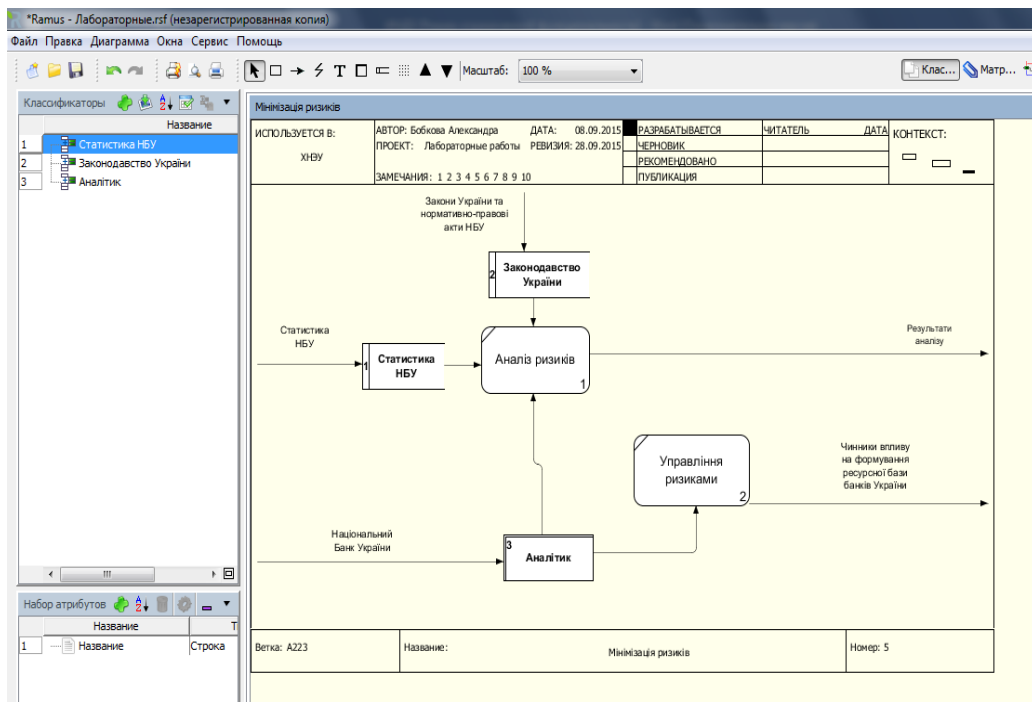 *Ramus - Лабораторные.rsf (незарегистрированная копия)
Файл Правка Диаграмма Окна Сервис Помощь
Масштаб: 100 %
Клас...
Матр...
Классификаторы
Название
1 Статистика НБУ
2 Законодавство України
3 Аналітик
Набор атрибутов
Название Т
1 Название Строка
Мінімізація ризиків
ИСПОЛЬЗУЕТСЯ В:
ХНЭУ
АВТОР: Бобкова Александра ДАТА: 08.09.2015
ПРОЕКТ: Лабораторные работы РЕВИЗИЯ: 28.09.2015
ЗАМЕЧАНИЯ: 1 2 3 4 5 6 7 8 9 10
РАЗРАБАТЫВАЕТСЯ
ЧЕРНОВИК
РЕКОМЕНДОВАНО
ПУБЛИКАЦИЯ
ЧИТАТЕЛЬ ДАТА
КОНТЕКСТ:
Закони України та
нормативно-правові
акти НБУ
2
Законодавство
України
Статистика
НБУ
1
Статистика
НБУ
Аналіз ризиків
1
Результати
аналізу
Управління
ризиками
2
Чинники впливу
на формування
ресурсної бази
банків України
Національний
Банк України
3
Аналітик
Ветка: A223
Название:
Мінімізація ризиків
Номер: 5